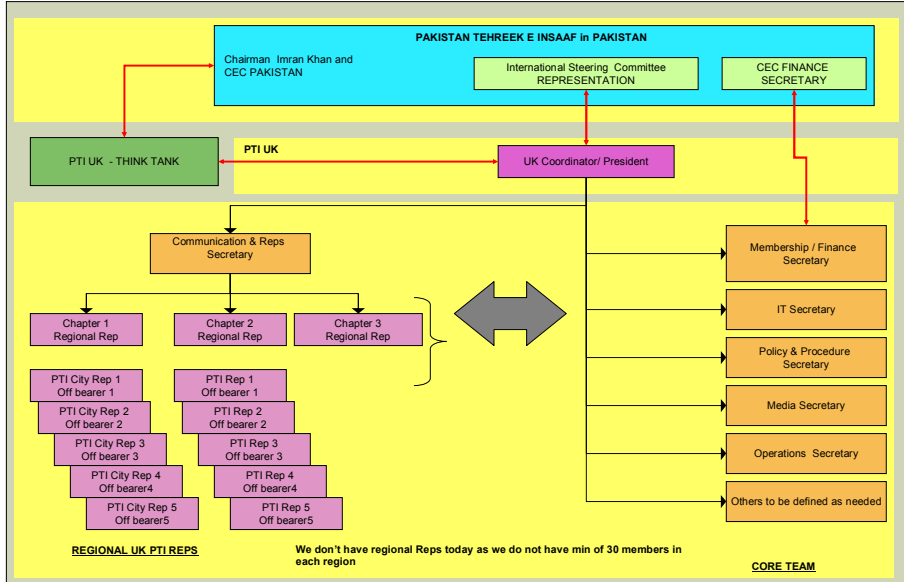 PAKISTAN TEHREEK E INSAAF in PAKISTAN
Chairman Imran Khan and
CEC PAKISTAN
International Steering Committee
REPRESENTATION
CEC FINANCE
SECRETARY
PTI UK - THINK TANK
PTI UK
UK Coordinator/ President
Communication & Reps
Secretary
Chapter 1
Regional Rep
Chapter 2
Regional Rep
Chapter 3
Regional Rep
PTI City Rep 1
Off bearer 1
PTI City Rep 2
Off bearer 2
PTI City Rep 3
Off bearer 3
PTI City Rep 4
Off bearer4
PTI City Rep 5
Off bearer5
PTI Rep 1
Off bearer 1
PTI Rep 2
Off bearer 2
PTI Rep 3
Off bearer 3
PTI Rep 4
Off bearer4
PTI Rep 5
Off bearer5
Membership / Finance
Secretary
IT Secretary
Policy & Procedure
Secretary
Media Secretary
Operations Secretary
Others to be defined as needed
REGIONAL UK PTI REPS
We don't have regional Reps today as we do not have min of 30 members in
each region
CORE TEAM